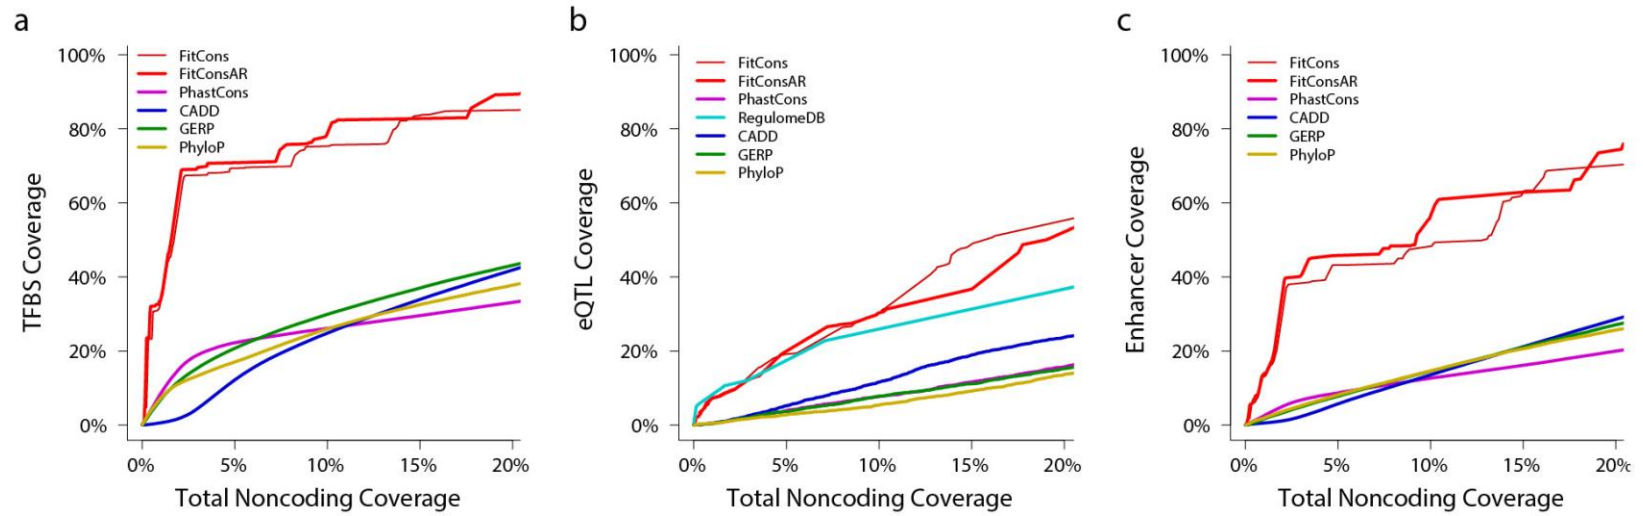 a
TFBS Coverage
100%
80%
60%
40%
20%
0%
FitCons
FitConsAR
PhastCons
CADD
GERP
PhyloP
0% 5% 10% 15% 20%
Total Noncoding Coverage
b
eQTL Coverage
100%
80%
60%
40%
20%
0%
FitCons
FitConsAR
PhastCons
RegulomeDB
CADD
GERP
PhyloP
0% 5% 10% 15% 20%
Total Noncoding Coverage
c
Enhancer Coverage
100%
80%
60%
40%
20%
0%
FitCons
FitConsAR
PhastCons
CADD
GERP
PhyloP
0% 5% 10% 15% 20%
Total Noncoding Coverage